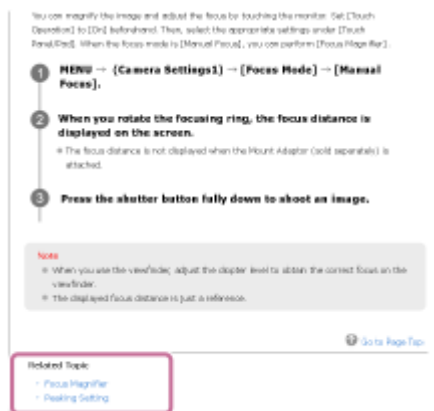 You can magnify the image and adjust the focus by touching the monitor. Set [Touch
Operation] to [On] beforehand. Then, select the appropriate settings under [Touch
Panel/Pad]. When the focus mode is [Manual Focus], you can perform [Focus Magnifier].
1 MENU → (Camera Settings1) → [Focus Mode] → [Manual
Focus].
2 When you rotate the focusing ring, the focus distance is
displayed on the screen.
The focus distance is not displayed when the Mount Adaptor (sold separately) is
attached.
3 Press the shutter button fully down to shoot an image.
Note
When you use the viewfinder, adjust the diopter level to obtain the correct focus on the
viewfinder.
The displayed focus distance is just a reference.
Go to Page Top
Related Topic
Focus Magnifier
Peaking Setting